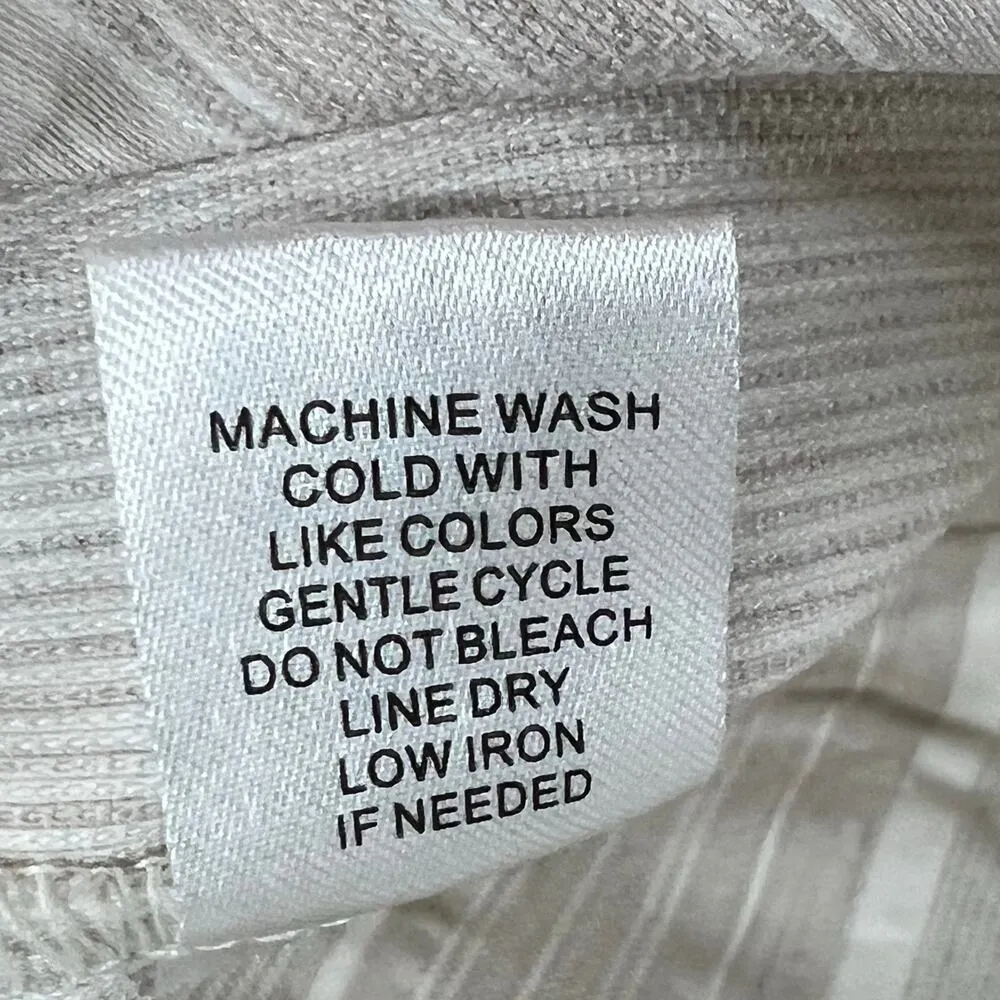 MACHINE WASH
COLD WITH
LIKE COLORS
GENTLE CYCLE
DO NOT BLEACH
LINE DRY
LOW IRON
IF NEEDED